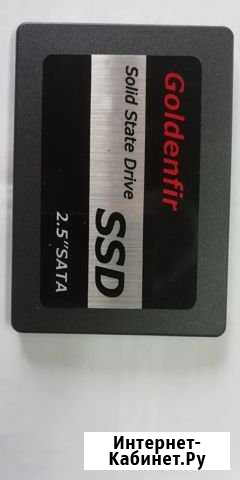 Goldenfir
Solid State Drive
SSD
2.5"SATA
Интернет-
Кабинет.Ру